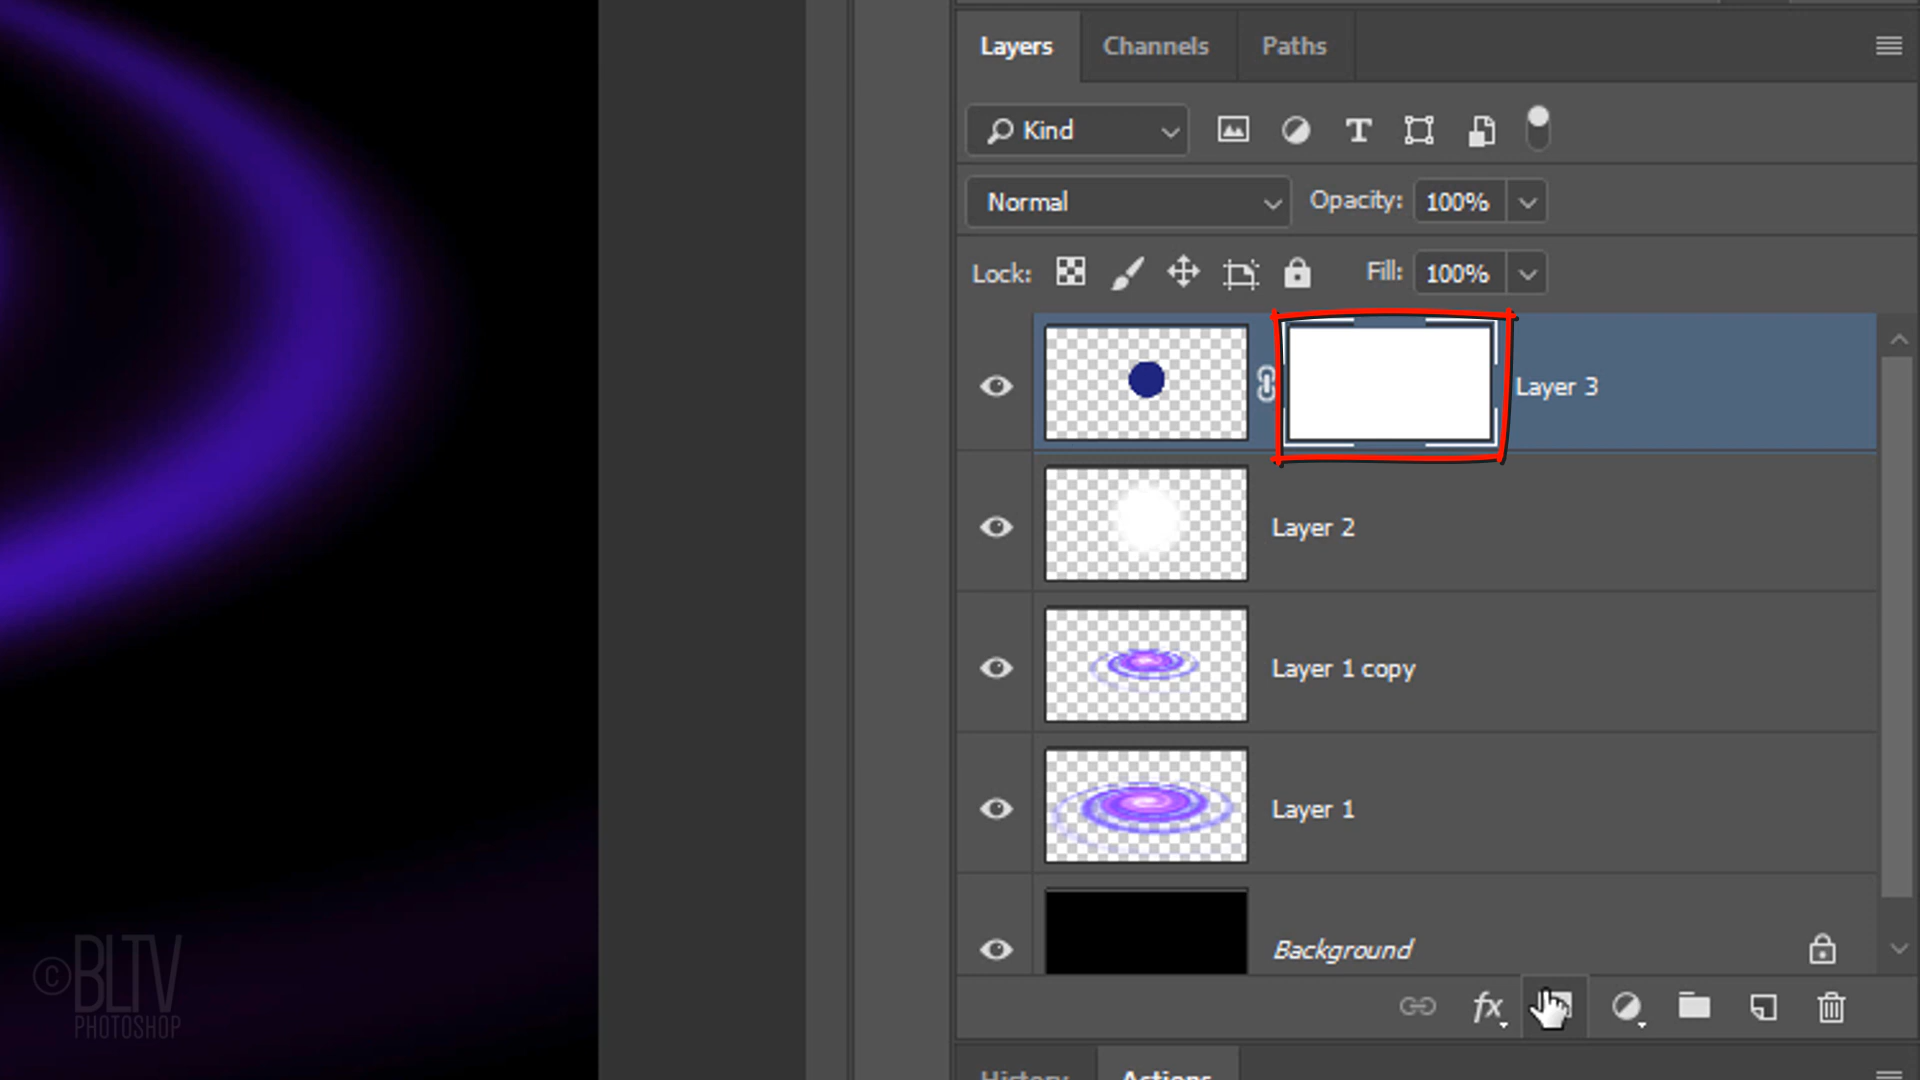 Layers Channels Paths
Kind
Normal Opacity: 100%
Lock: Fill: 100%
Layer 3
Layer 2
Layer 1 copy
Layer 1
Background
fx
History Actions
©BLTV
PHOTOSHOP